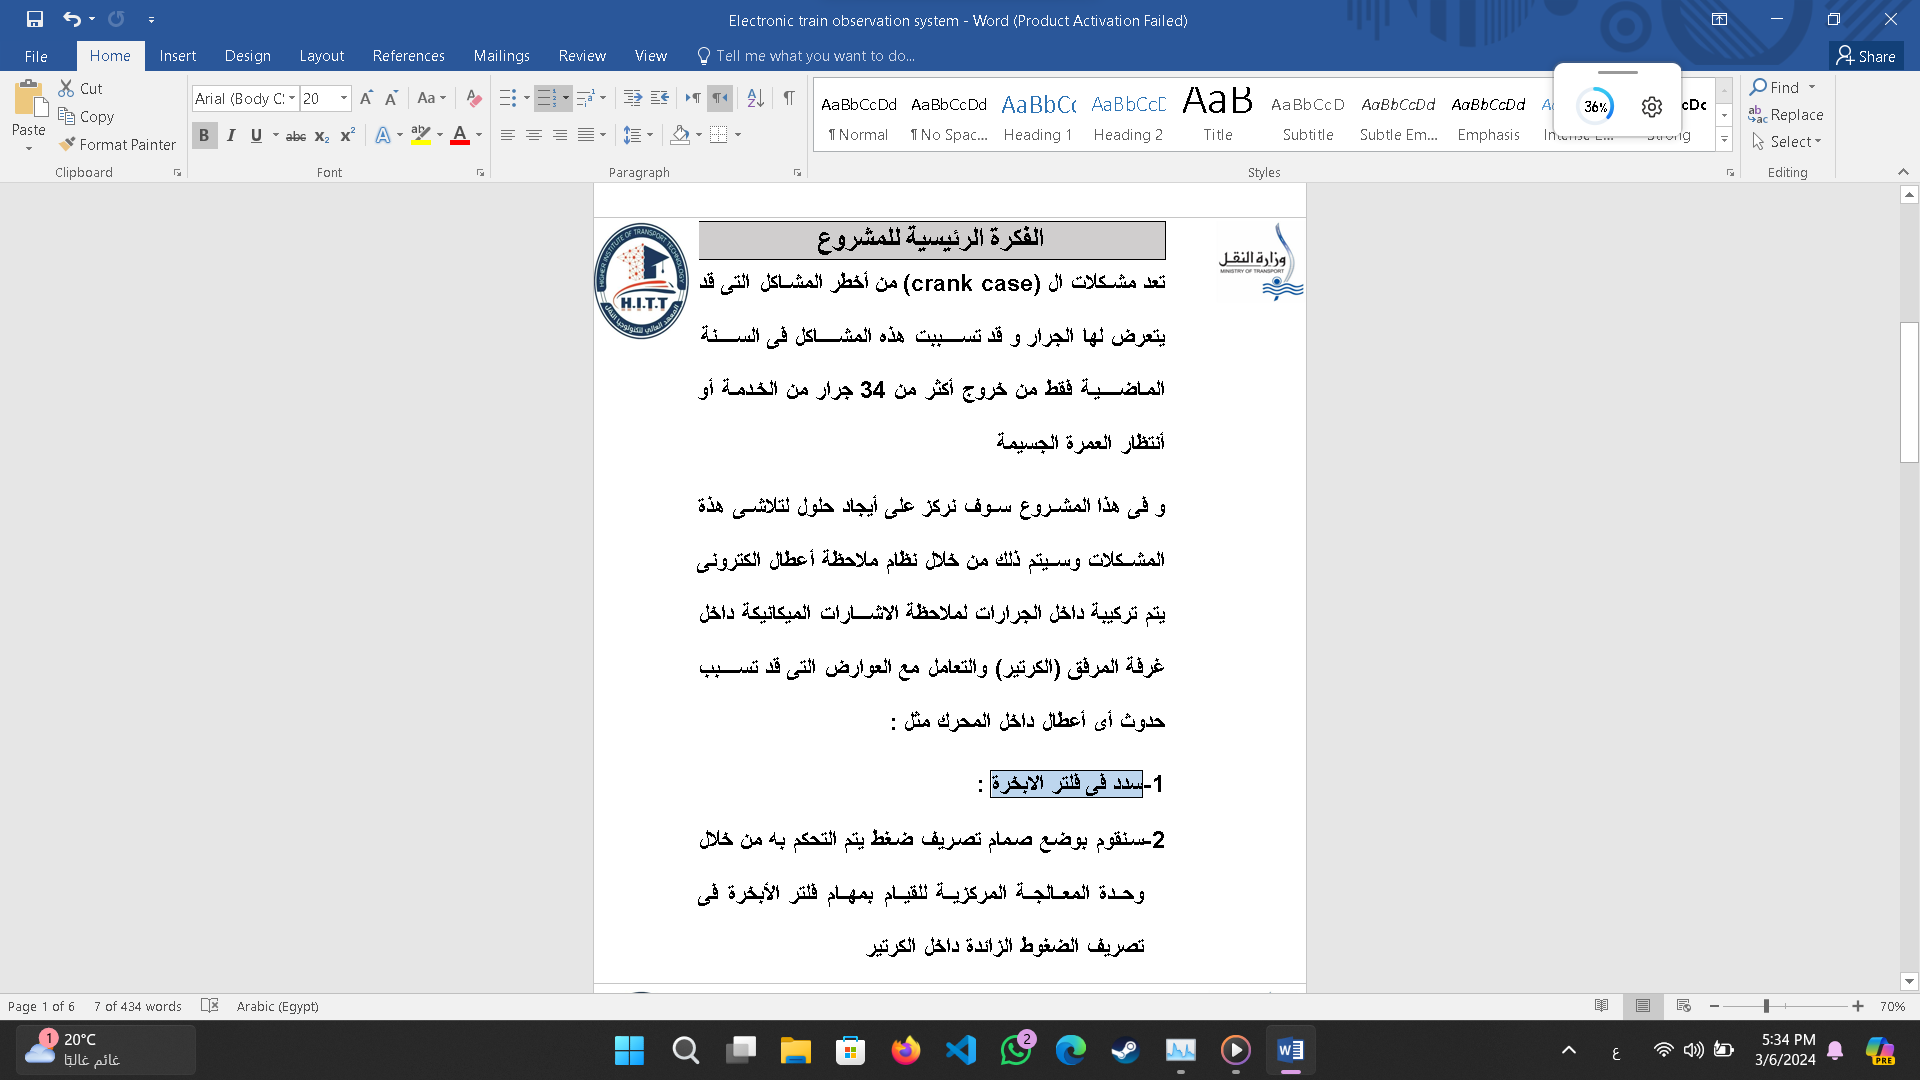 Electronic train observation system - Word (Product Activation Failed)
File Home Insert Design Layout References Mailings Review View Tell me what you want to do... Share
Cut
Copy
Format Painter
Paste
Clipboard
Arial (Body C: 20
Font
Paragraph
AaBbCcDd AaBbCcDd AaBbCc AaBbCcD AaB AaBbCcD AaBbCcDd AaBbCcDd
¶ Normal ¶ No Spac... Heading 1 Heading 2 Title Subtitle Subtle Em... Emphasis Intense E... Strong
Styles
36%
Find
Replace
Select
Editing
HIGHER INSTITUTE OF TRANSPORT TECHNOLOGY
H.I.T.T
وزارة النقل
MINISTRY OF TRANSPORT
الفكرة الرئيسية للمشروع
تعد مشكلات ال (crank case) من أخطر المشاكل التى قد
يتعرض لها الجرار و قد تسببت هذه المشاكل فى السنة
الماضية فقط من خروج أكثر من 34 جرار من الخدمة أو
أنتظار العمرة الجسيمة
و فى هذا المشروع سوف نركز على أيجاد حلول لتلاشى هذة
المشكلات وسيتم ذلك من خلال نظام ملاحظة أعطال الكترونى
يتم تركيبة داخل الجرارات لملاحظة الاشارات الميكانيكة داخل
غرفة المرفق (الكرتير) والتعامل مع العوارض التى قد تسبب
حدوث أى أعطال داخل المحرك مثل :
1-سدد فى فلتر الابخرة :
2-سنقوم بوضع صمام تصريف ضغط يتم التحكم به من خلال
وحدة المعالجة المركزية للقيام بمهام فلتر الأبخرة فى
تصريف الضغوط الزائدة داخل الكرتير
Page 1 of 6 7 of 434 words Arabic (Egypt) 70%
1
20°C
غائم غالبًا
2
ع
5:34 PM
3/6/2024
PRE